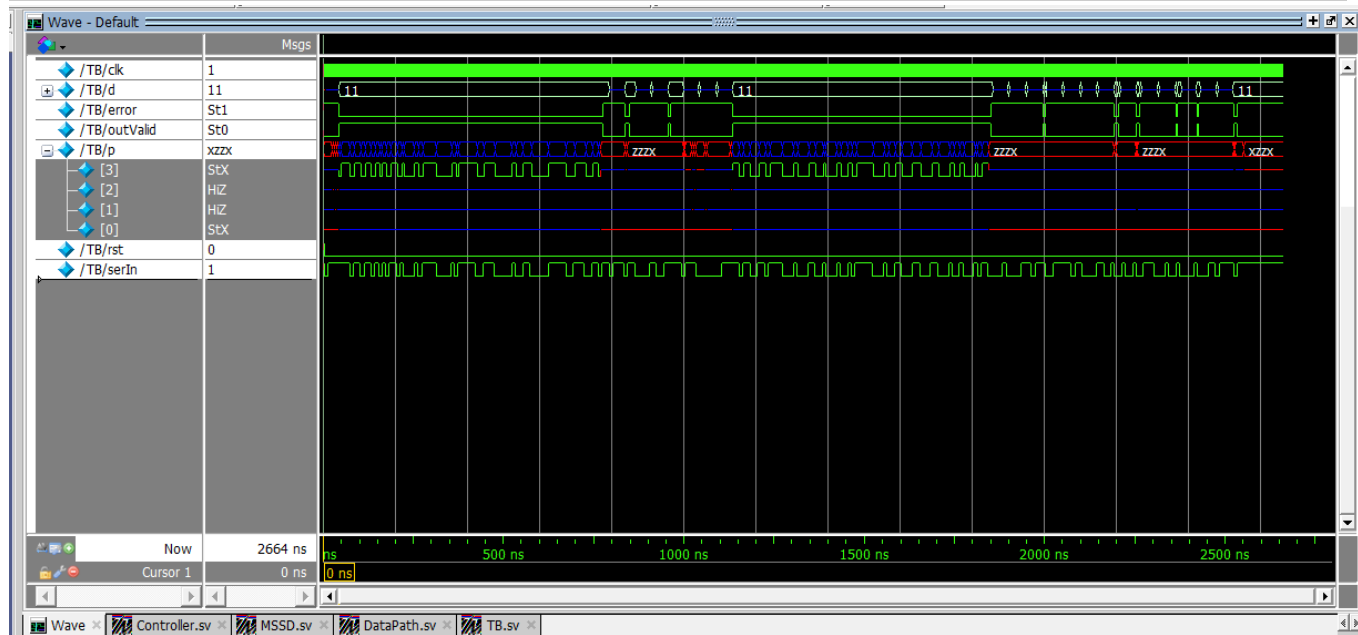 Wave - Default
Msgs
/TB/clk 1
/TB/d 11 11 11 11
/TB/error St1
/TB/outValid St0
/TB/p xzzx zzzx zzzx zzzx xzzx
[3] StX
[2] HiZ
[1] HiZ
[0] StX
/TB/rst 0
/TB/serIn 1
Now 2664 ns ns 500 ns 1000 ns 1500 ns 2000 ns 2500 ns
Cursor 1 0 ns 0 ns
Wave Controller.sv MSSD.sv DataPath.sv TB.sv